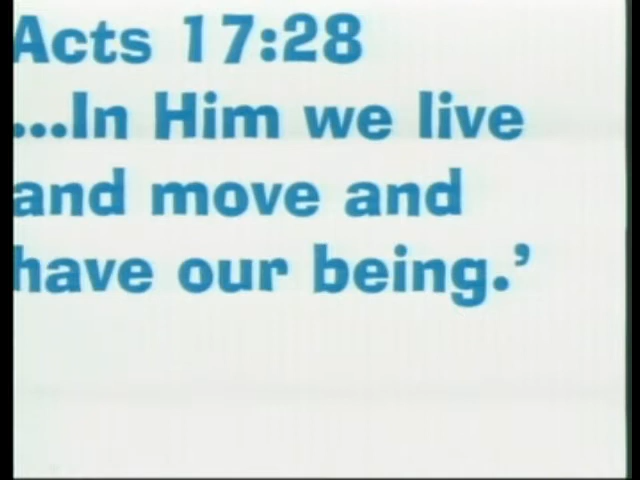 Acts 17:28
...In Him we live
and move and
have our being.’